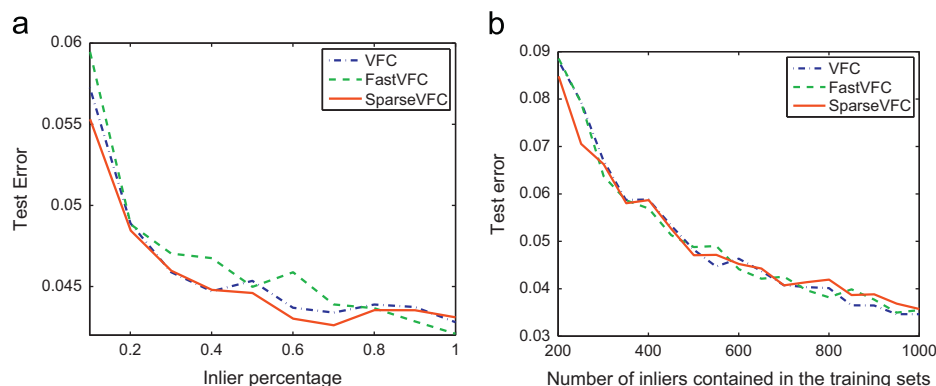 a
0.06
0.055
0.05
0.045
Test Error
VFC
FastVFC
SparseVFC
0.2
0.4
0.6
0.8
1
Inlier percentage
b
0.09
0.08
0.07
0.06
0.05
0.04
0.03
Test error
VFC
FastVFC
SparseVFC
200
400
600
800
1000
Number of inliers contained in the training sets